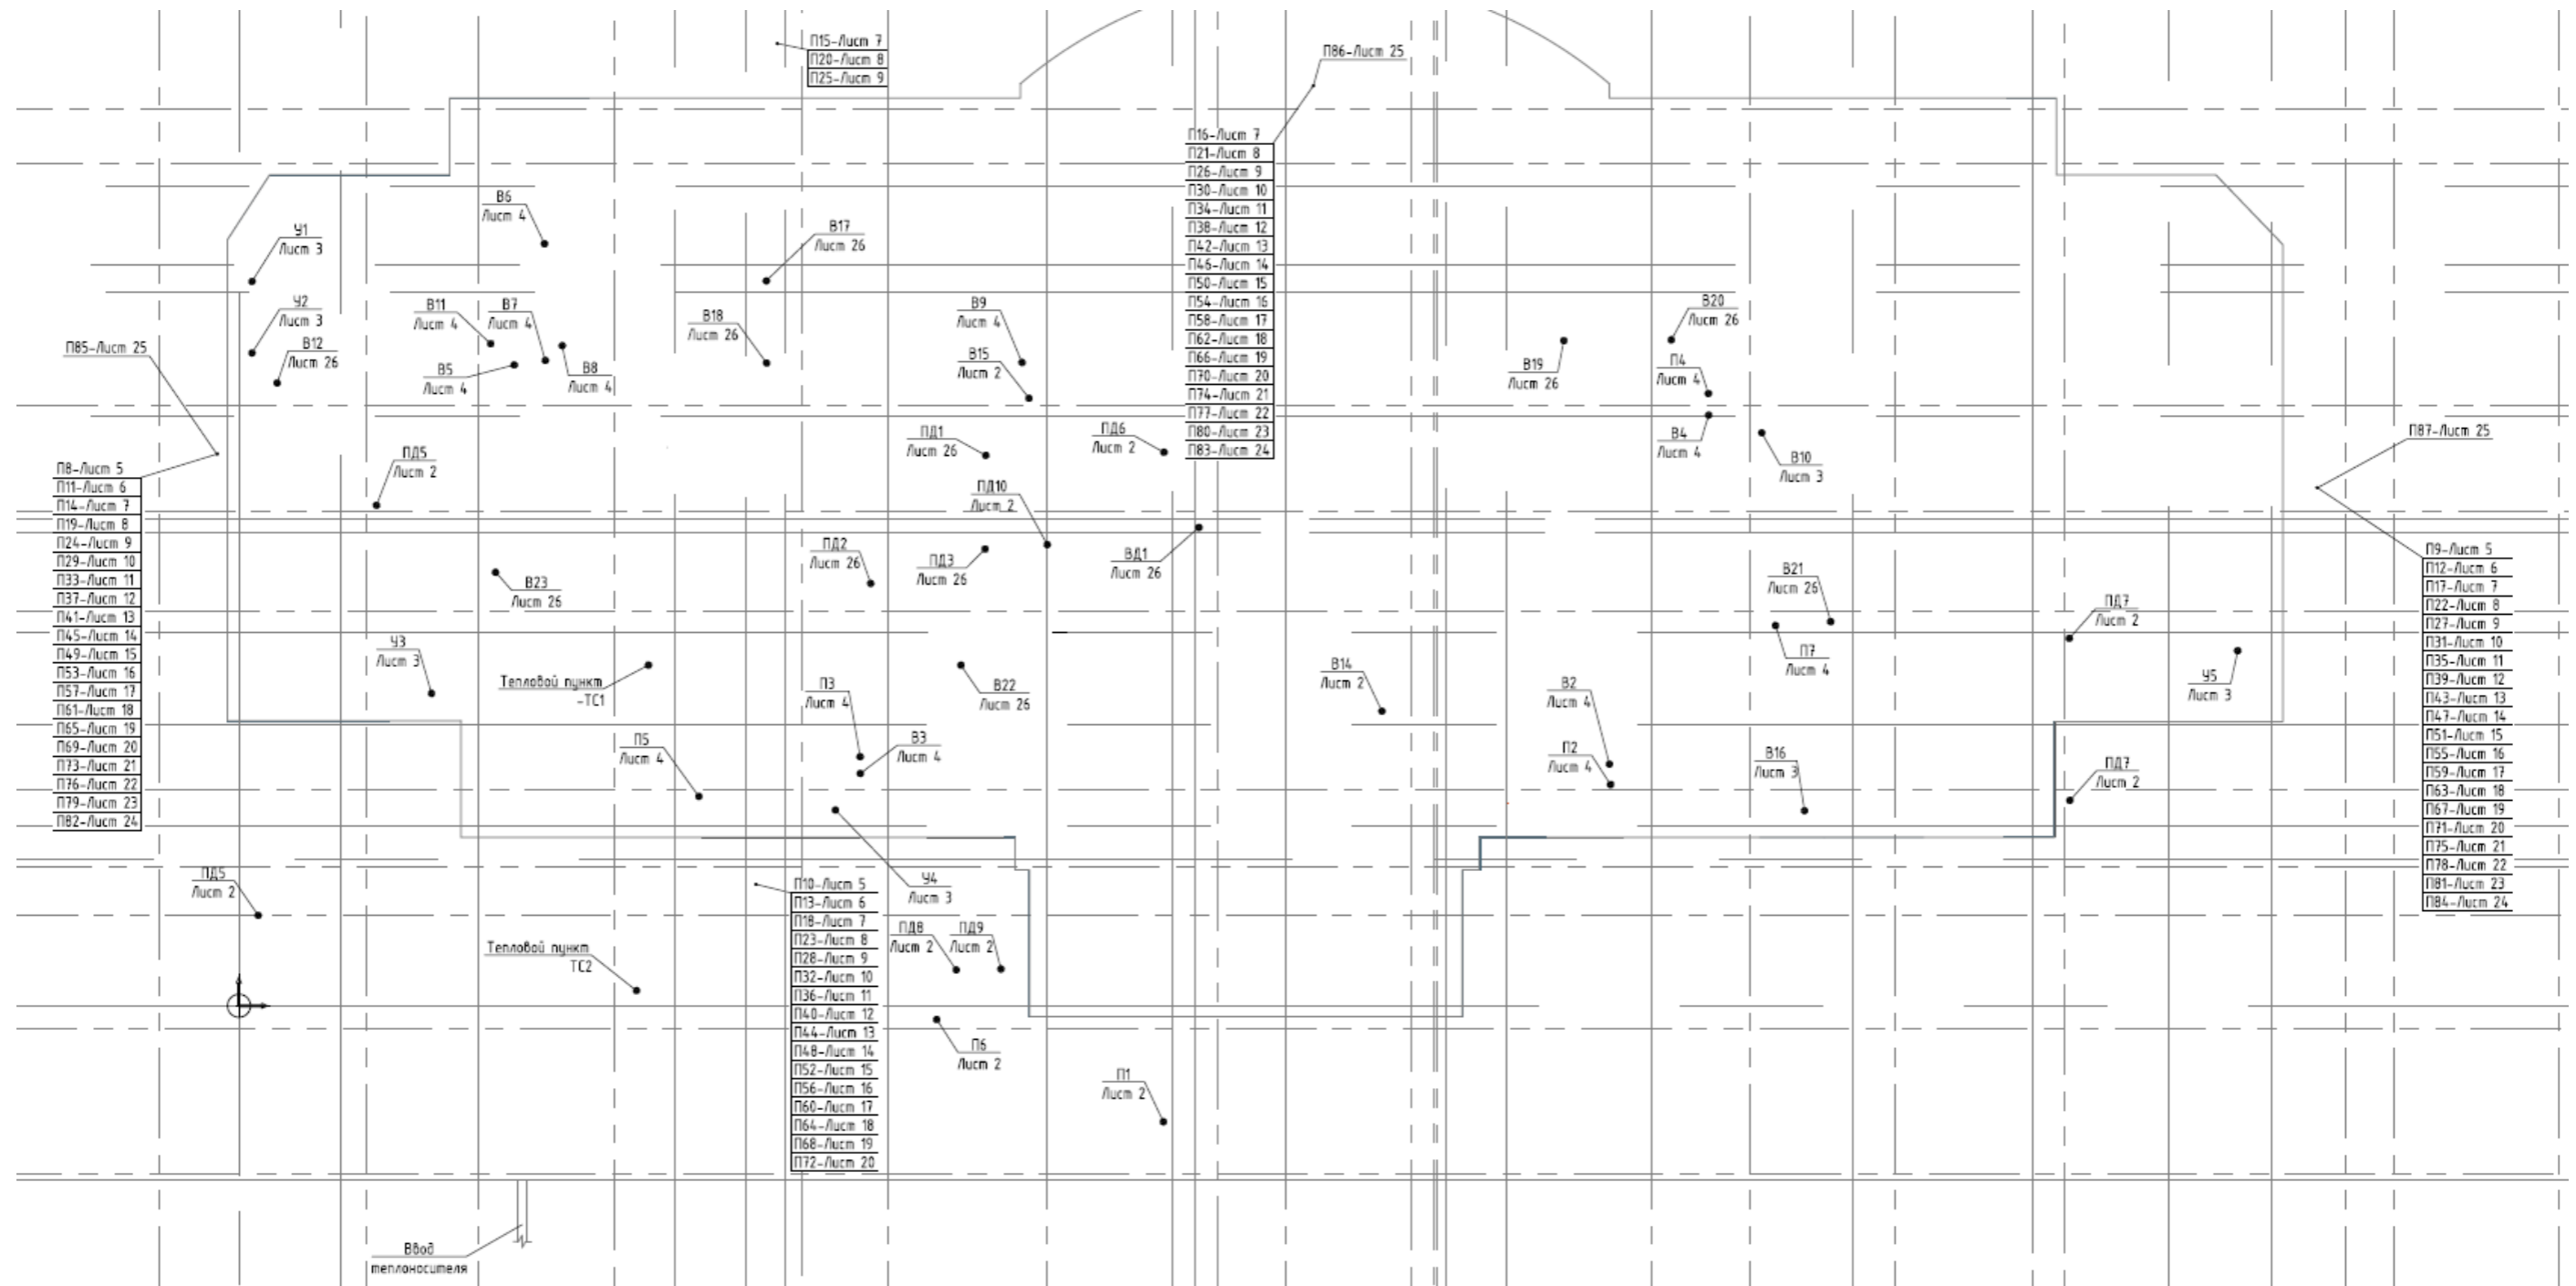 П15-Лист 7
П20-Лист 8
П25-Лист 9
П86-Лист 25
П16-Лист 7
П21-Лист 8
П26-Лист 9
П30-Лист 10
П34-Лист 11
П38-Лист 12
П42-Лист 13
П46-Лист 14
П50-Лист 15
П54-Лист 16
П58-Лист 17
П62-Лист 18
П66-Лист 19
П70-Лист 20
П74-Лист 21
П77-Лист 22
П80-Лист 23
П83-Лист 24
В6
Лист 4
У1
Лист 3
В17
Лист 26
У2
Лист 3
В12
Лист 26
В11
Лист 4
В7
Лист 4
В5
Лист 4
В8
Лист 4
В18
Лист 26
В9
Лист 4
В15
Лист 2
В20
Лист 26
В19
Лист 26
П4
Лист 4
В4
Лист 4
В10
Лист 3
П85-Лист 25
П8-Лист 5
П11-Лист 6
П14-Лист 7
П19-Лист 8
П24-Лист 9
П29-Лист 10
П33-Лист 11
П37-Лист 12
П41-Лист 13
П45-Лист 14
П49-Лист 15
П53-Лист 16
П57-Лист 17
П61-Лист 18
П65-Лист 19
П69-Лист 20
П73-Лист 21
П76-Лист 22
П79-Лист 23
П82-Лист 24
ПД5
Лист 2
ПД1
Лист 26
ПД6
Лист 2
ПД10
Лист 2
ПД2
Лист 26
ПД3
Лист 26
ВД1
Лист 26
П87-Лист 25
П9-Лист 5
П12-Лист 6
П17-Лист 7
П22-Лист 8
П27-Лист 9
П31-Лист 10
П35-Лист 11
П39-Лист 12
П43-Лист 13
П47-Лист 14
П51-Лист 15
П55-Лист 16
П59-Лист 17
П63-Лист 18
П67-Лист 19
П71-Лист 20
П75-Лист 21
П78-Лист 22
П81-Лист 23
П84-Лист 24
В23
Лист 26
В21
Лист 26
ПД7
Лист 2
У3
Лист 3
Тепловой пункт
-ТС1
П3
Лист 4
В22
Лист 26
В14
Лист 2
В2
Лист 4
П7
Лист 4
У5
Лист 3
П5
Лист 4
В3
Лист 4
П2
Лист 4
В16
Лист 3
ПД7
Лист 2
ПД5
Лист 2
У4
Лист 3
П10-Лист 5
П13-Лист 6
П18-Лист 7
П23-Лист 8
П28-Лист 9
П32-Лист 10
П36-Лист 11
П40-Лист 12
П44-Лист 13
П48-Лист 14
П52-Лист 15
П56-Лист 16
П60-Лист 17
П64-Лист 18
П68-Лист 19
П72-Лист 20
ПД8
Лист 2
ПД9
Лист 2
Тепловой пункт
ТС2
П6
Лист 2
П1
Лист 2
Ввод
теплоносителя